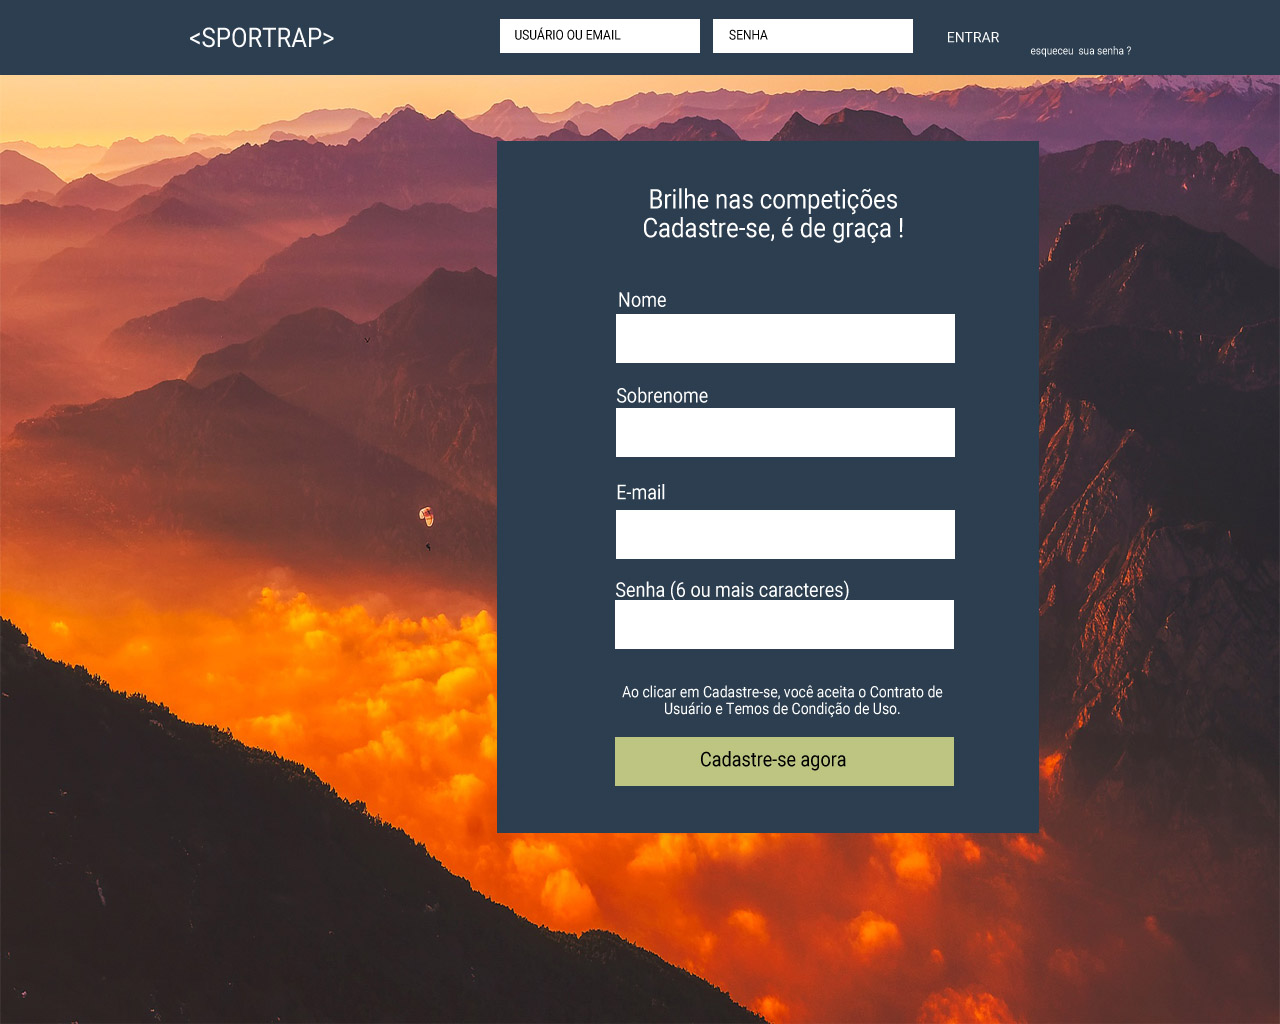 <SPORTRAP>
USUÁRIO OU EMAIL
SENHA
ENTRAR
esqueceu sua senha ?
Brilhe nas competições
Cadastre-se, é de graça !
Nome
Sobrenome
E-mail
Senha (6 ou mais caracteres)
Ao clicar em Cadastre-se, você aceita o Contrato de
Usuário e Temos de Condição de Uso.
Cadastre-se agora